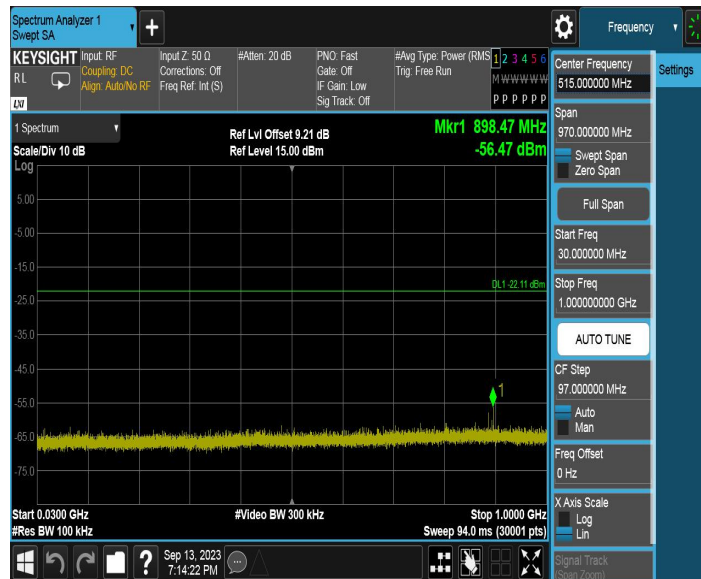 Spectrum Analyzer 1
Swept SA
+
Frequency
KEYSIGHT
RL
LXI
Input: RF
Coupling: DC
Align: Auto/No RF
Input Z: 50 Ω
Corrections: Off
Freq Ref: Int (S)
#Atten: 20 dB
PNO: Fast
Gate: Off
IF Gain: Low
Sig Track: Off
#Avg Type: Power (RMS
Trig: Free Run
1 2 3 4 5 6
M W W W W W
P P P P P P
Center Frequency
515.000000 MHz
Settings
Span
970.000000 MHz
Swept Span
Zero Span
Full Span
Start Freq
30.000000 MHz
Stop Freq
1.000000000 GHz
AUTO TUNE
CF Step
97.000000 MHz
Auto
Man
Freq Offset
0 Hz
X Axis Scale
Log
Lin
Signal Track
(Span Zoom)
1 Spectrum
Scale/Div 10 dB
Log
Ref Lvl Offset 9.21 dB
Ref Level 15.00 dBm
Mkr1 898.47 MHz
-56.47 dBm
5.00
-5.00
-15.0
DL1 -22.11 dBm
-25.0
-35.0
-45.0
1
-55.0
-65.0
-75.0
Start 0.0300 GHz
#Res BW 100 kHz
#Video BW 300 kHz
Stop 1.0000 GHz
Sweep 94.0 ms (30001 pts)
?
Sep 13, 2023
7:14:22 PM